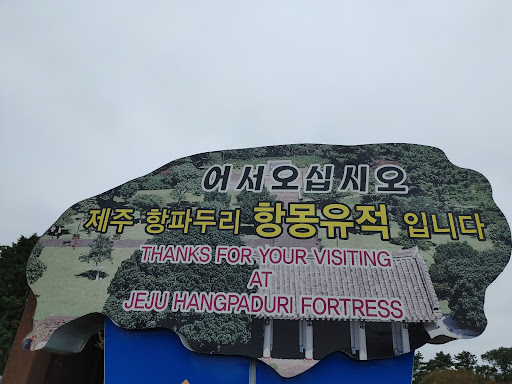 어서오십시오
제주 항파두리 항몽유적 입니다
THANKS FOR YOUR VISITING
AT
JEJU HANGPADURI FORTRESS